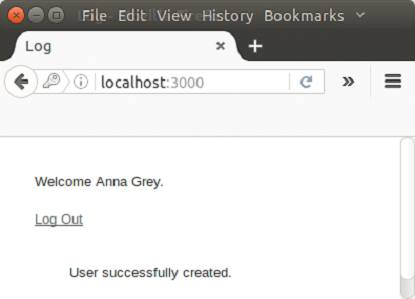 File Edit View History Bookmarks
Log
localhost:3000
Welcome Anna Grey.
Log Out
User successfully created.